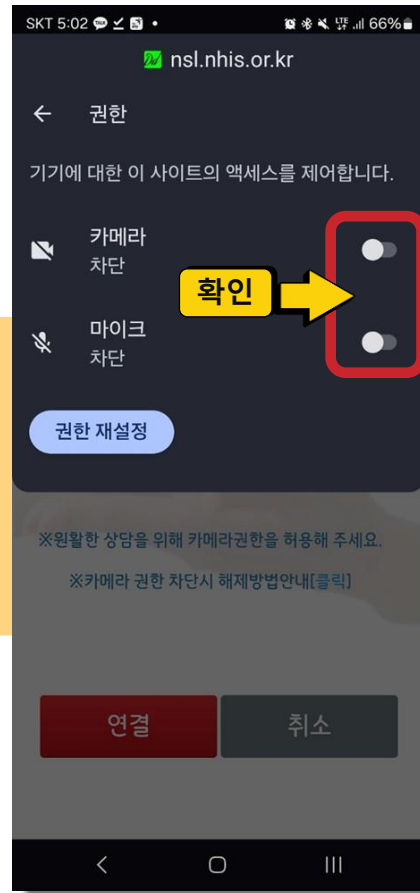 SKT 5:02
LTE 66%
nsl.nhis.or.kr
권한
기기에 대한 이 사이트의 액세스를 제어합니다.
카메라
차단
확인
마이크
차단
권한 재설정
※원활한 상담을 위해 카메라권한을 허용해 주세요.
※카메라 권한 차단시 해제방법안내[클릭]
연결
취소